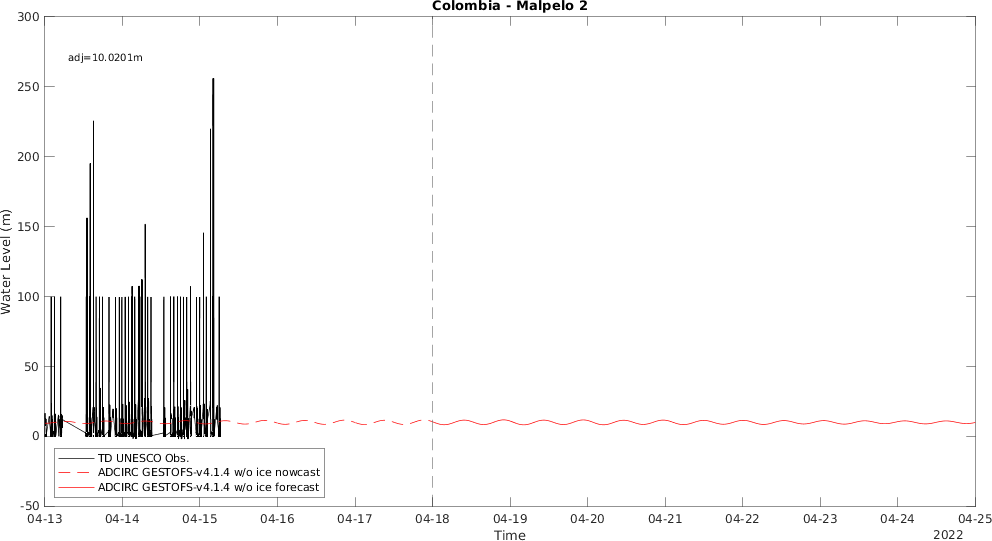 Colombia - Malpelo 2
adj=10.0201m
Water Level (m)
300
250
200
150
100
50
0
-50
TD UNESCO Obs.
ADCIRC GESTOFS-v4.1.4 w/o ice nowcast
ADCIRC GESTOFS-v4.1.4 w/o ice forecast
04-13 04-14 04-15 04-16 04-17 04-18 04-19 04-20 04-21 04-22 04-23 04-24 04-25
Time
2022